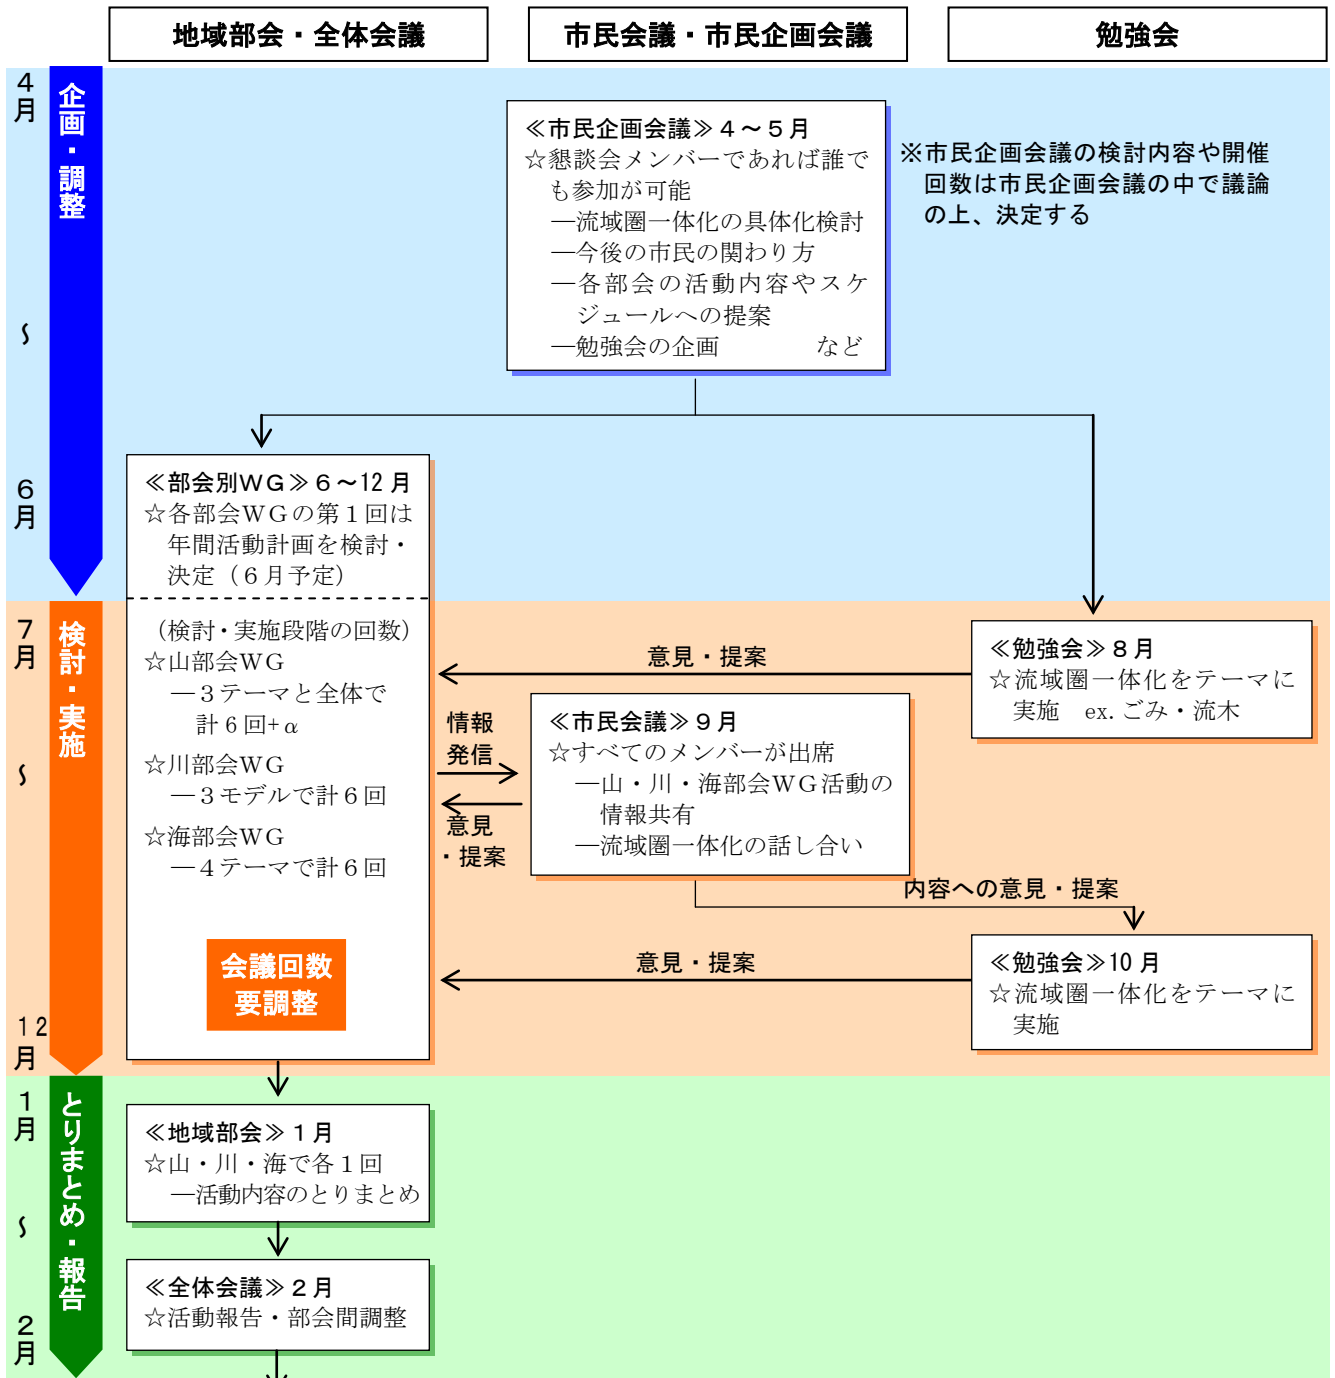 地域部会・全体会議
市民会議・市民企画会議
勉強会
4月
～
6月
企画・調整
≪市民企画会議≫４～５月
☆懇談会メンバーであれば誰で
も参加が可能
―流域圏一体化の具体化検討
―今後の市民の関わり方
―各部会の活動内容やスケ
ジュールへの提案
―勉強会の企画　　　　など
※市民企画会議の検討内容や開催
回数は市民企画会議の中で議論
の上、決定する
≪部会別ＷＧ≫６～12月
☆各部会ＷＧの第１回は
年間活動計画を検討・
決定（６月予定）
7月
～
12月
検討・実施
（検討・実施段階の回数）
☆山部会ＷＧ
―３テーマと全体で
計６回+α
☆川部会ＷＧ
―３モデルで計６回
☆海部会ＷＧ
―４テーマで計６回
会議回数
要調整
意見・提案
≪勉強会≫８月
☆流域圏一体化をテーマに
実施　ex.ごみ・流木
情報
発信
意見
・提案
≪市民会議≫９月
☆すべてのメンバーが出席
―山・川・海部会ＷＧ活動の
情報共有
―流域圏一体化の話し合い
内容への意見・提案
意見・提案
≪勉強会≫10月
☆流域圏一体化をテーマに
実施
1月
～
2月
とりまとめ・報告
≪地域部会≫１月
☆山・川・海で各１回
―活動内容のとりまとめ
≪全体会議≫２月
☆活動報告・部会間調整